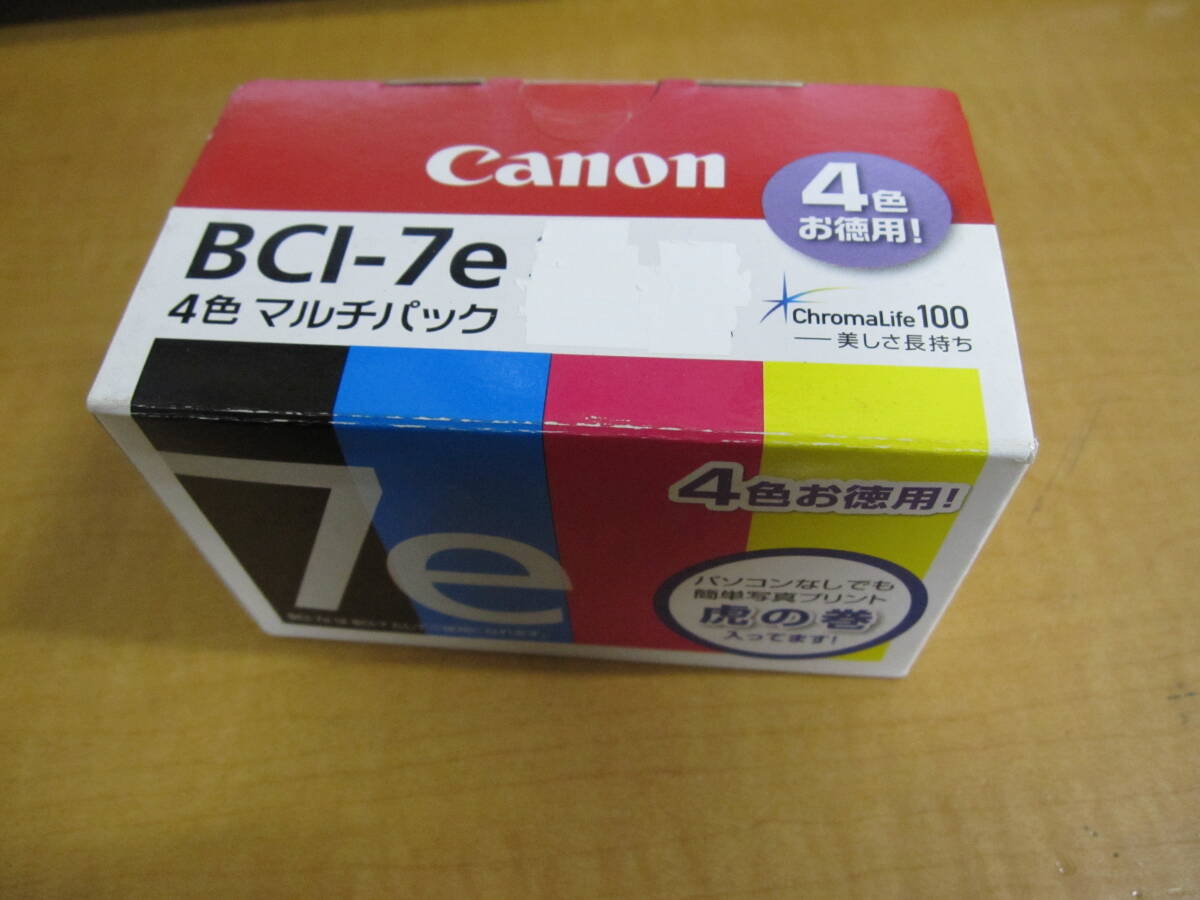 Canon
4色
お徳用!
BCI-7e
4色 マルチパック
ChromaLife100
美しさ長持ち
7e
4色お徳用!
パソコンなしでも
簡単写真プリント
虎の巻
入ってます!